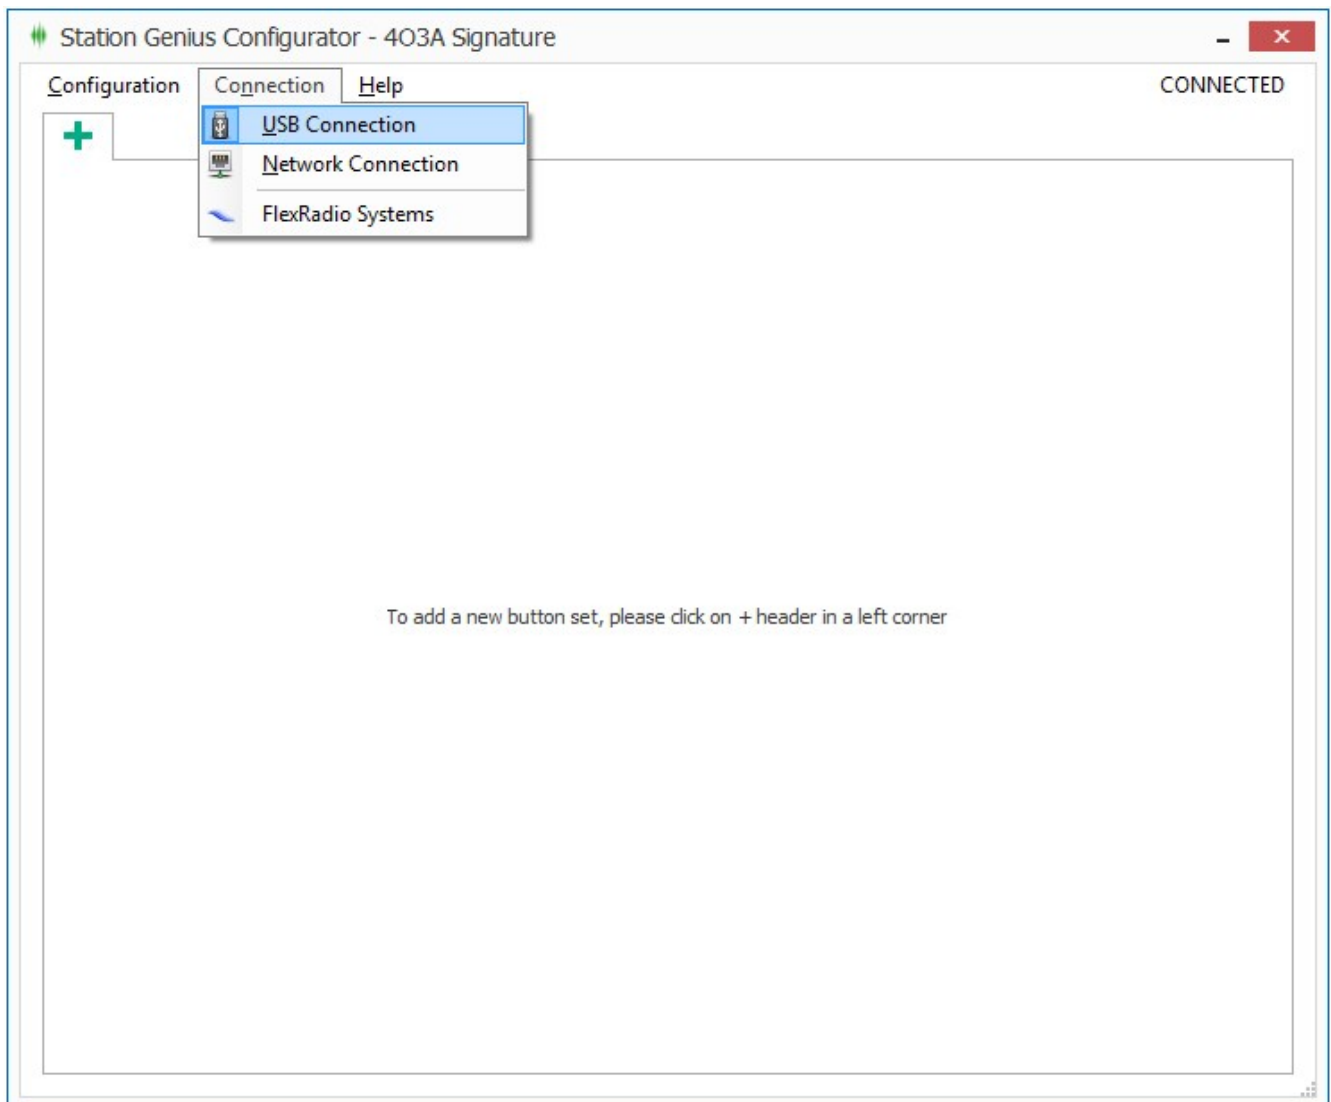 Station Genius Configurator - 4O3A Signature
Configuration Connection Help CONNECTED
USB Connection
Network Connection
FlexRadio Systems
To add a new button set, please click on + header in a left corner